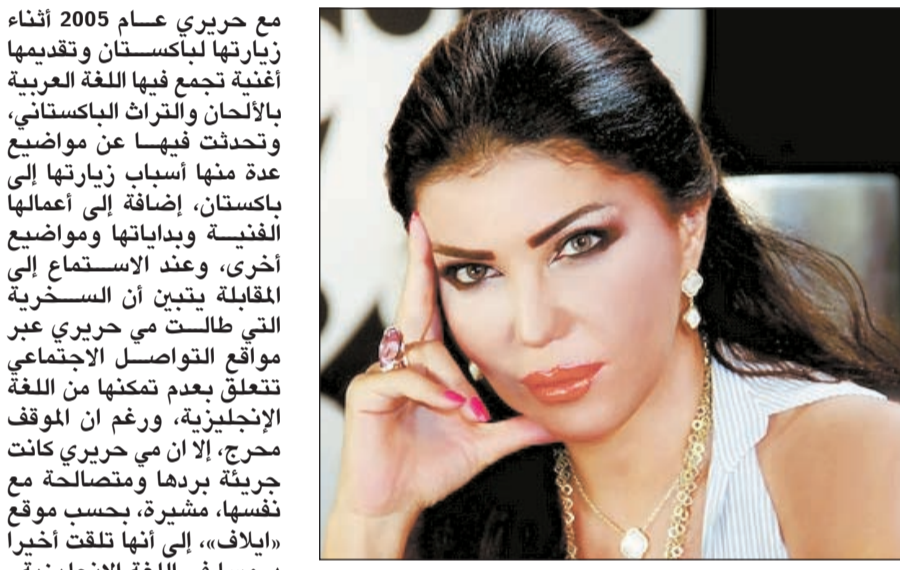 مع حريري عام 2005 أثناء
زيارتها لباكستان وتقديمها
أغنية تجمع فيها اللغة العربية
بالألحان والتراث الباكستاني،
وتحدثت فيها عن مواضيع
عدة منها أسباب زيارتها إلى
باكستان، إضافة إلى أعمالها
الفنية وبداياتها ومواضيع
أخرى، وعند الاستماع إلى
المقابلة يتبين أن السخرية
التي طالت مي حريري عبر
مواقع التواصل الاجتماعي
تتعلق بعدم تمكنها من اللغة
الإنجليزية، ورغم ان الموقف
محرج، إلا ان مي حريري كانت
جريئة بردها ومتصالحة مع
نفسها، مشيرة، بحسب موقع
«ايلاف»، إلى أنها تلقت أخيرا